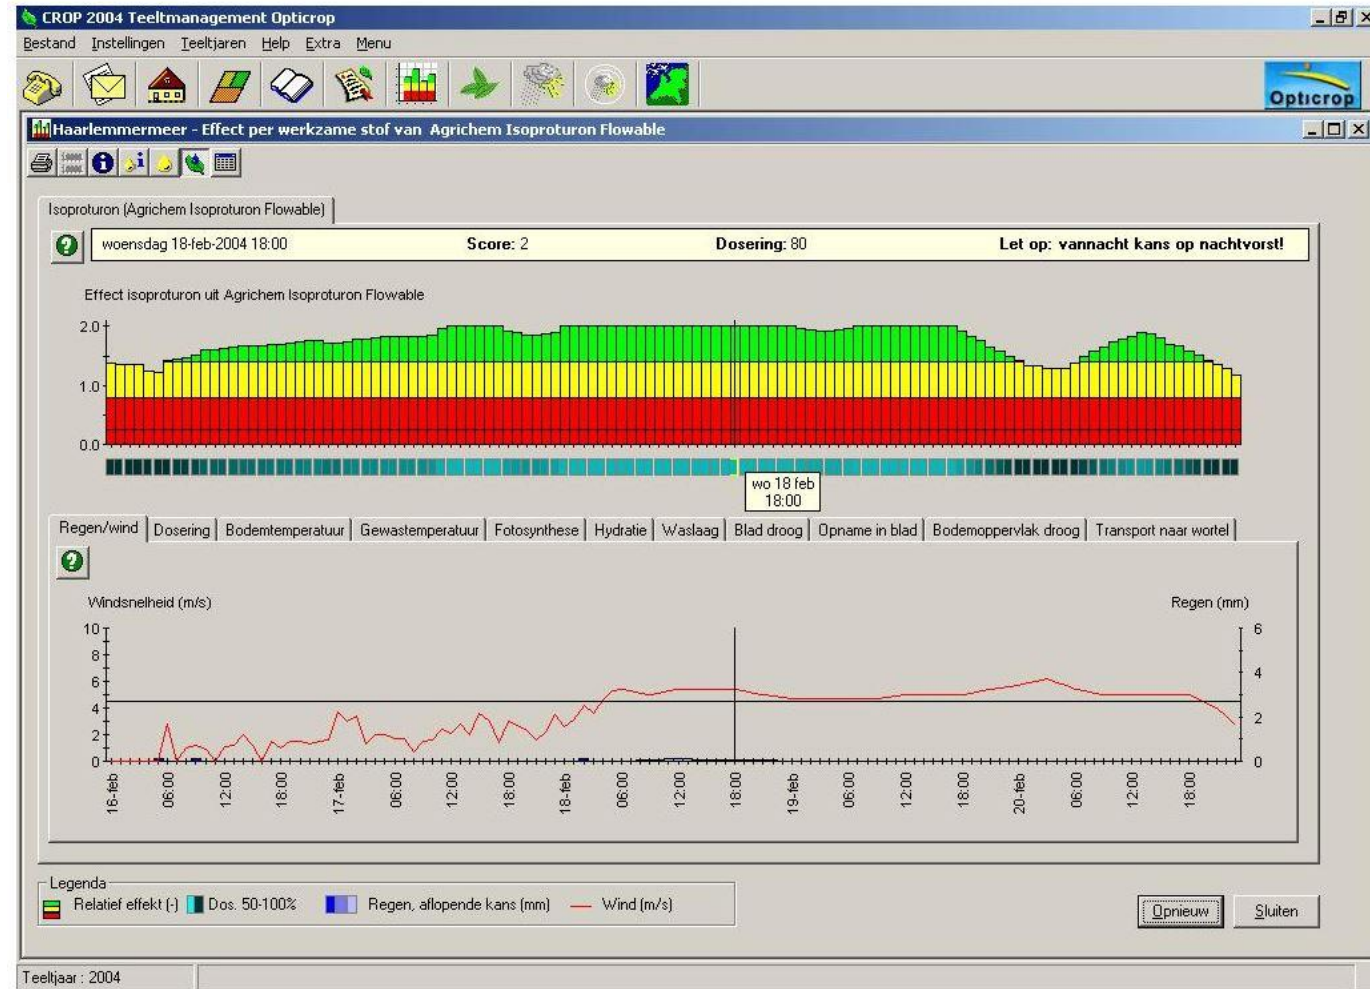 CROP 2004 Teeltmanagement Opticrop
Bestand Instellingen Teeltjaren Help Extra Menu
Opticrop
Haarlemmermeer - Effect per werkzame stof van Agrichem Isoproturon Flowable
Isoproturon (Agrichem Isoproturon Flowable)
woensdag 18-feb-2004 18:00 Score: 2 Dosering: 80 Let op: vannacht kans op nachtvorst!
Effect isoproturon uit Agrichem Isoproturon Flowable
2.0
1.0
0.0
wo 18 feb
18:00
Regen/wind Dosering Bodemtemperatuur Gewastemperatuur Fotosynthese Hydratie Waslaag Blad droog Opname in blad Bodemoppervlak droog Transport naar wortel
Windsnelheid (m/s) Regen (mm)
10 6
8
6 4
4
2 2
0 0
16-feb 06:00 12:00 18:00 17-feb 06:00 12:00 18:00 18-feb 06:00 12:00 18:00 19-feb 06:00 12:00 18:00 20-feb 06:00 12:00 18:00
Legenda
Relatief effekt (-) Dos. 50-100% Regen, aflopende kans (mm) Wind (m/s)
Opnieuw Sluiten
Teeltjaar : 2004